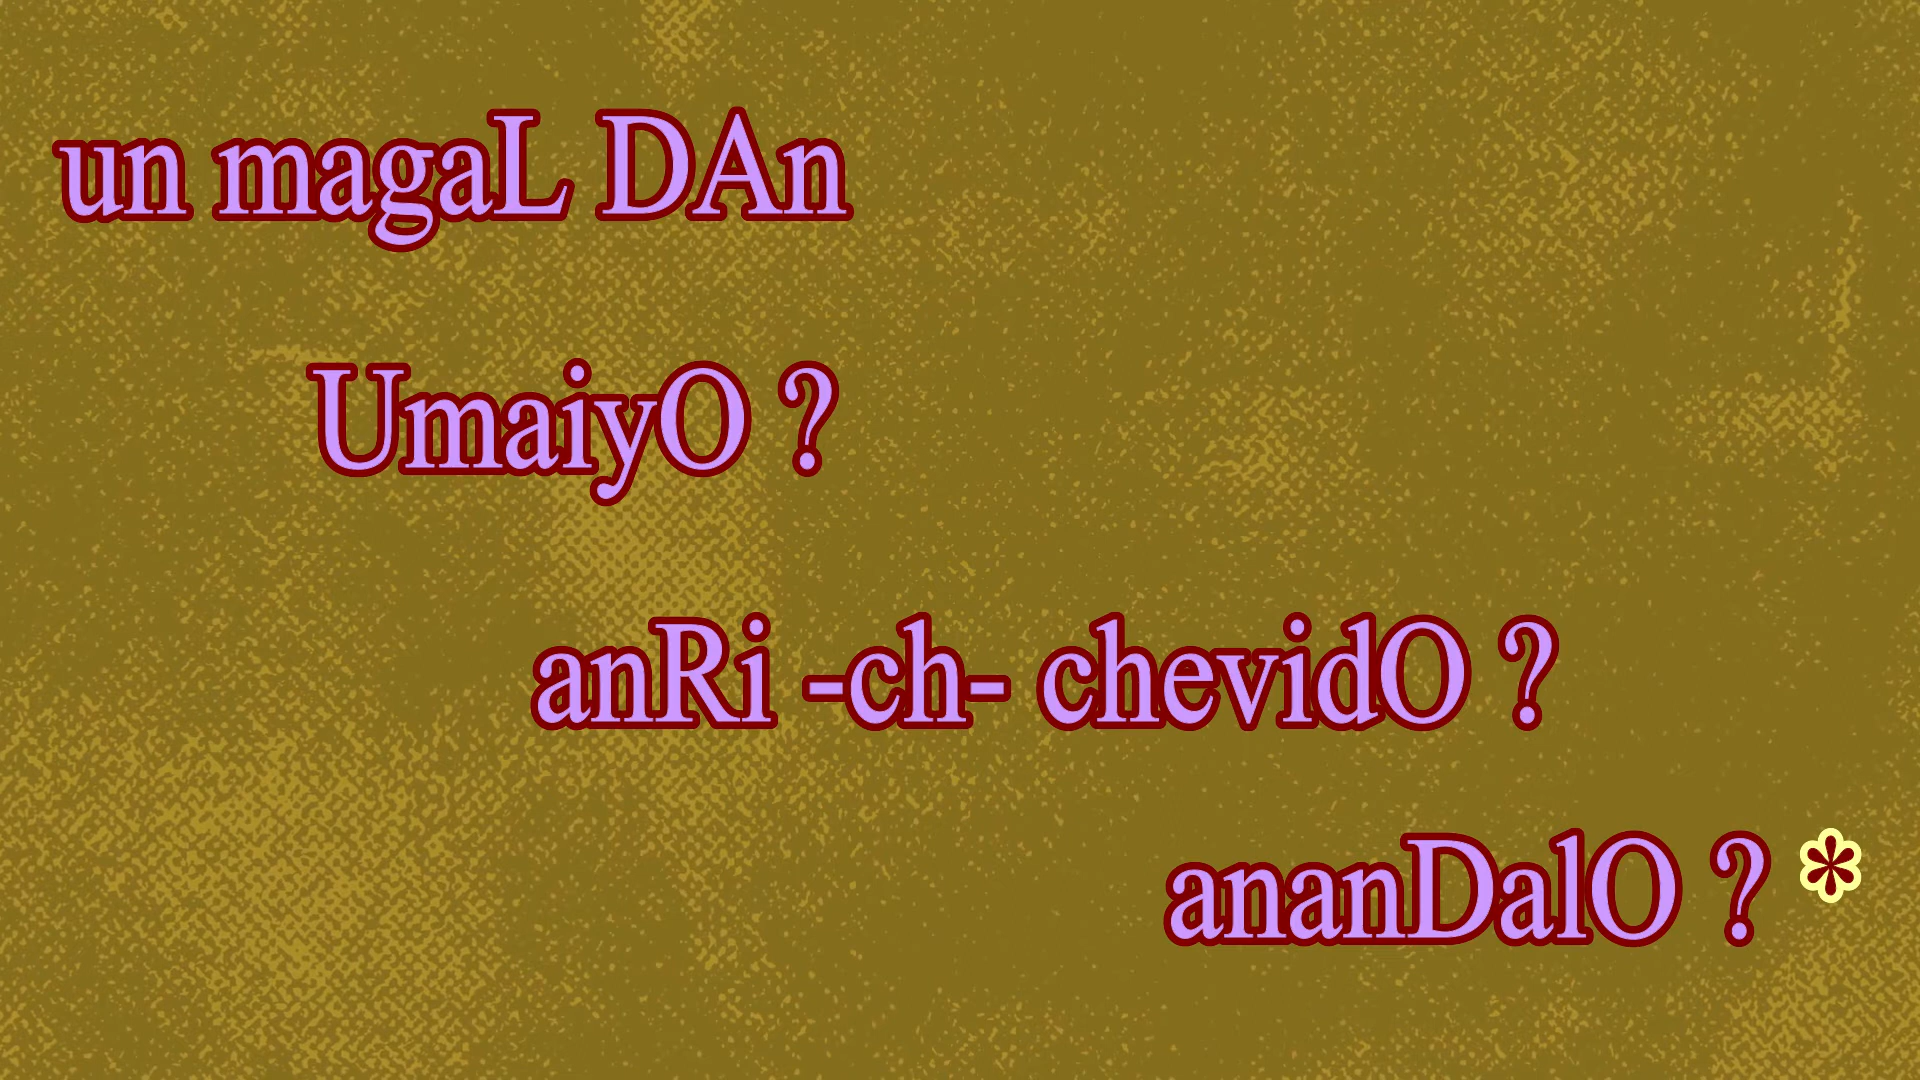 un magaL DAn
UmaiyO ?
anRi -ch- chevidO ?
ananDalO ? *